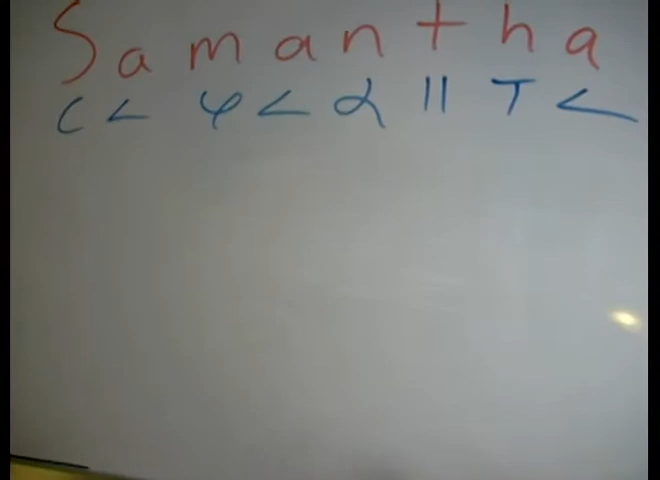 Samantha
( < φ < α || T <